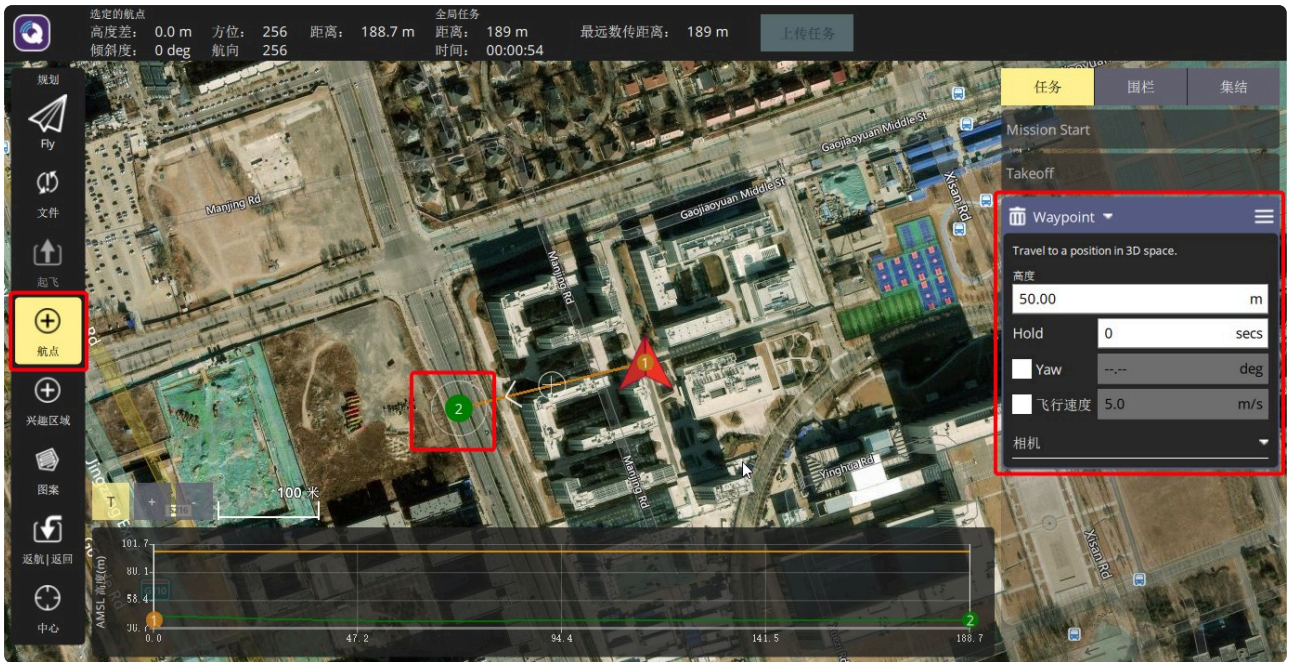 选定的航点
高度差: 0.0 m 方位: 256 距离: 188.7 m
倾斜度: 0 deg 航向 256
全局任务
距离: 189 m 最远数传距离: 189 m
时间: 00:00:54
上传任务
规划
Fly
文件
起飞
航点
兴趣区域
图案
返航|返回
中心
任务 围栏 集结
Mission Start
Takeoff
Waypoint
Travel to a position in 3D space.
高度
50.00 m
Hold 0 secs
Yaw --.-- deg
飞行速度 5.0 m/s
相机
Gaojiaoyuan Middle St
Manjing Rd
Gaojiaoyuan Middle St
Xisan Rd
Manjing Rd
1
2
Manjing Rd
Yinghua Rd
Xisan Rd
T +
100 米
AMSL 高度(m)
101.7
80.1
58.4
1
2
0.0 47.2 94.4 141.5 188.7